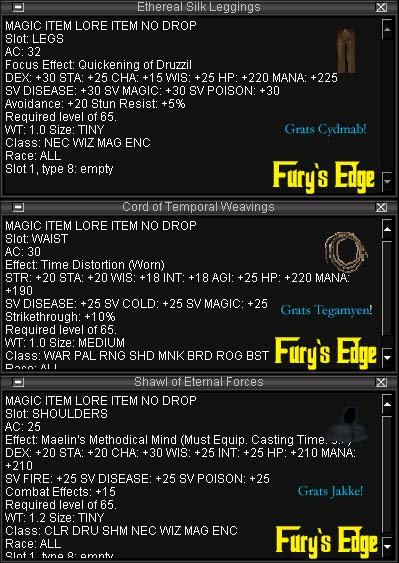 Ethereal Silk Leggings
MAGIC ITEM LORE ITEM NO DROP
Slot: LEGS
AC: 32
Focus Effect: Quickening of Druzzil
DEX: +30 STA: +25 CHA: +15 WIS: +25 HP: +220 MANA: +225
SV DISEASE: +30 SV MAGIC: +30 SV POISON: +30
Avoidance: +20 Stun Resist: +5%
Required level of 65.
WT: 1.0 Size: TINY
Class: NEC WIZ MAG ENC
Race: ALL
Slot 1, type 8: empty
Grats Cydmab!
Fury's Edge
Cord of Temporal Weavings
MAGIC ITEM LORE ITEM NO DROP
Slot: WAIST
AC: 30
Effect: Time Distortion (Worn)
STR: +20 STA: +20 WIS: +18 INT: +18 AGI: +25 HP: +220 MANA:
+190
SV DISEASE: +25 SV COLD: +25 SV MAGIC: +25
Strikethrough: +10%
Required level of 65.
WT: 1.0 Size: MEDIUM
Class: WAR PAL RNG SHD MNK BRD ROG BST
Race: ALL
Grats Tegamyen!
Fury's Edge
Shawl of Eternal Forces
MAGIC ITEM LORE ITEM NO DROP
Slot: SHOULDERS
AC: 25
Effect: Maelin's Methodical Mind (Must Equip. Casting Time:
DEX: +20 STA: +20 CHA: +30 WIS: +25 INT: +25 HP: +210 MANA:
+210
SV FIRE: +25 SV DISEASE: +25 SV POISON: +25
Combat Effects: +15
Required level of 65.
WT: 1.2 Size: TINY
Class: CLR DRU SHM NEC WIZ MAG ENC
Race: ALL
Slot 1, type 8: empty
Grats Jakke!
Fury's Edge